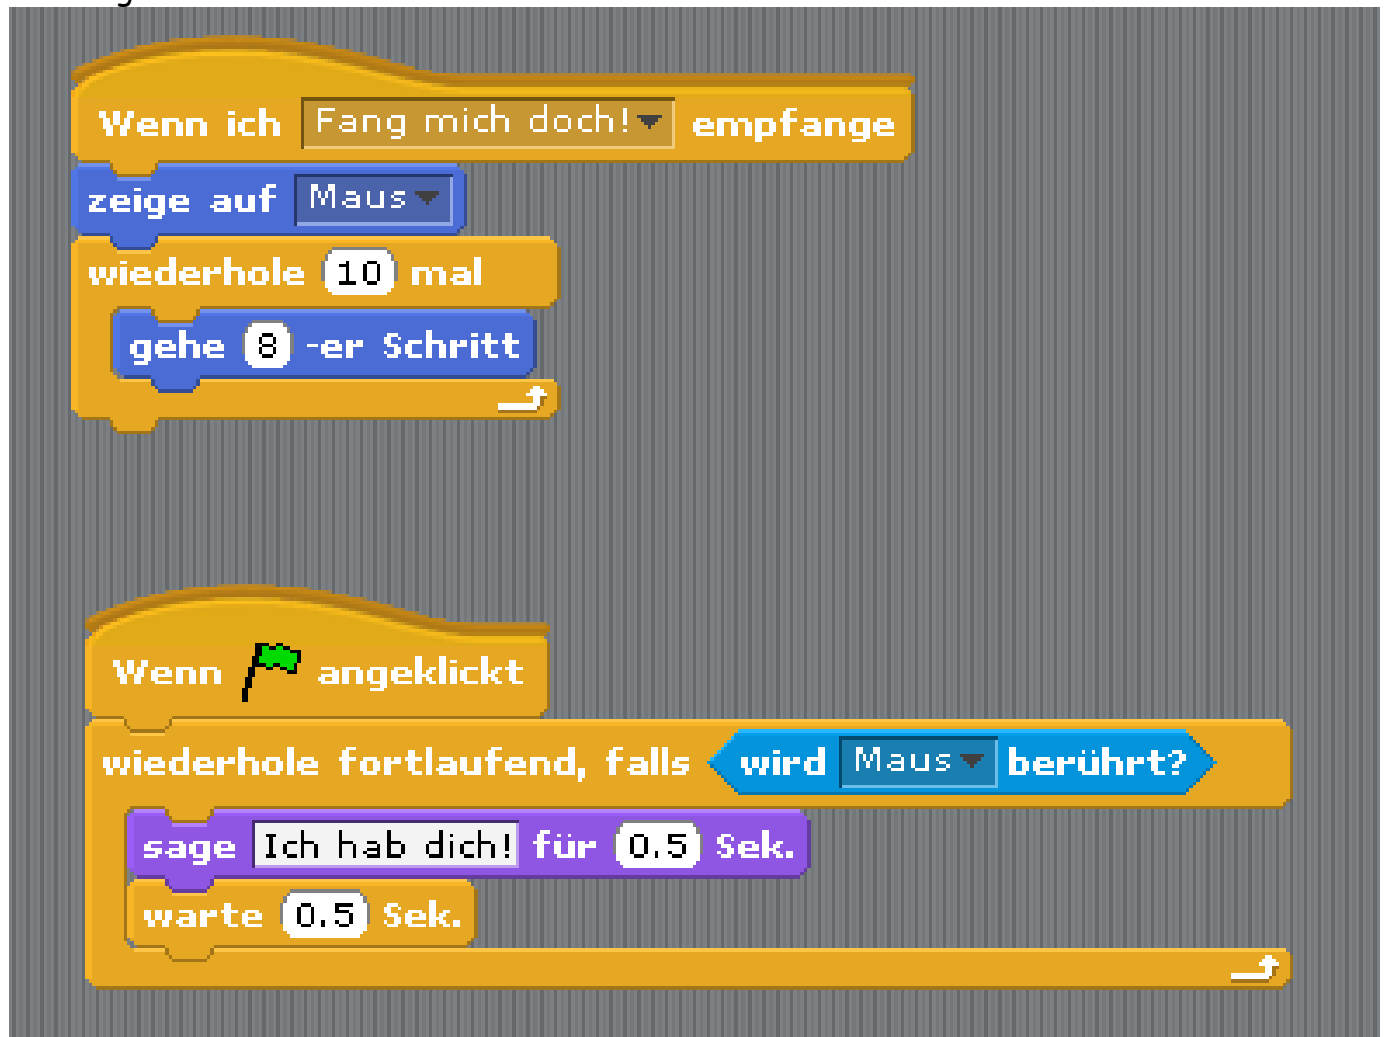 Wenn ich Fang mich doch! empfange
zeige auf Maus
wiederhole 10 mal
gehe 8 -er Schritt
Wenn angeklickt
wiederhole fortlaufend, falls wird Maus berührt?
sage Ich hab dich! für 0.5 Sek.
warte 0.5 Sek.